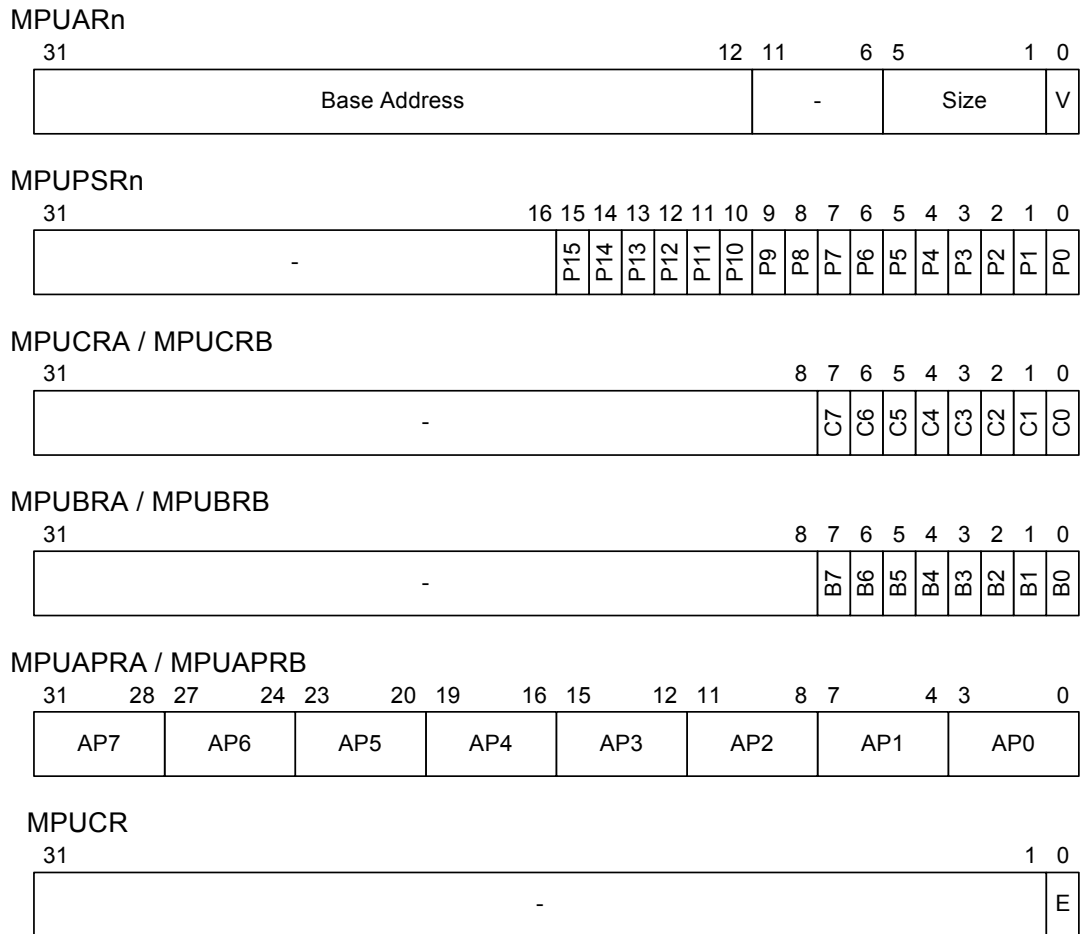 MPUARn
31 12 11 6 5 1 0
Base Address - Size V
MPUPSRn
31 16 15 14 13 12 11 10 9 8 7 6 5 4 3 2 1 0
- P15 P14 P13 P12 P11 P10 P9 P8 P7 P6 P5 P4 P3 P2 P1 P0
MPUCRA / MPUCRB
31 8 7 6 5 4 3 2 1 0
- C7 C6 C5 C4 C3 C2 C1 C0
MPUBRA / MPUBRB
31 8 7 6 5 4 3 2 1 0
- B7 B6 B5 B4 B3 B2 B1 B0
MPUAPRA / MPUAPRB
31 28 27 24 23 20 19 16 15 12 11 8 7 4 3 0
AP7 AP6 AP5 AP4 AP3 AP2 AP1 AP0
MPUCR
31 1 0
- E